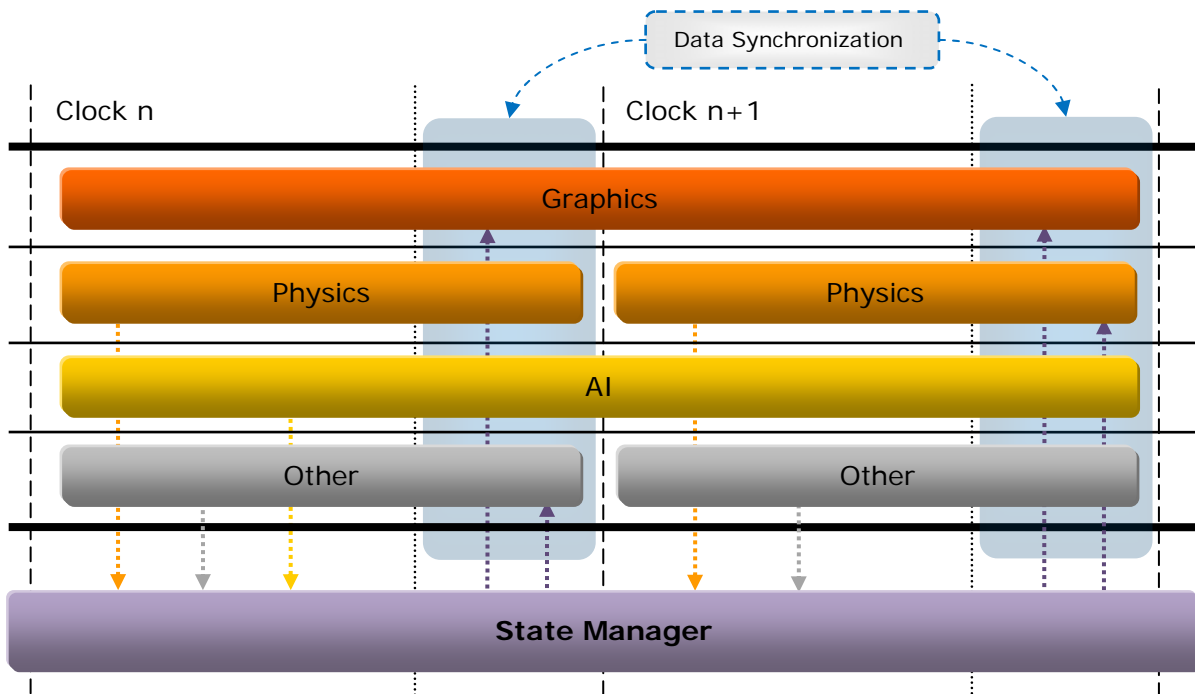 Data Synchronization
Clock n
Clock n+1
Graphics
Physics
Physics
AI
Other
Other
State Manager